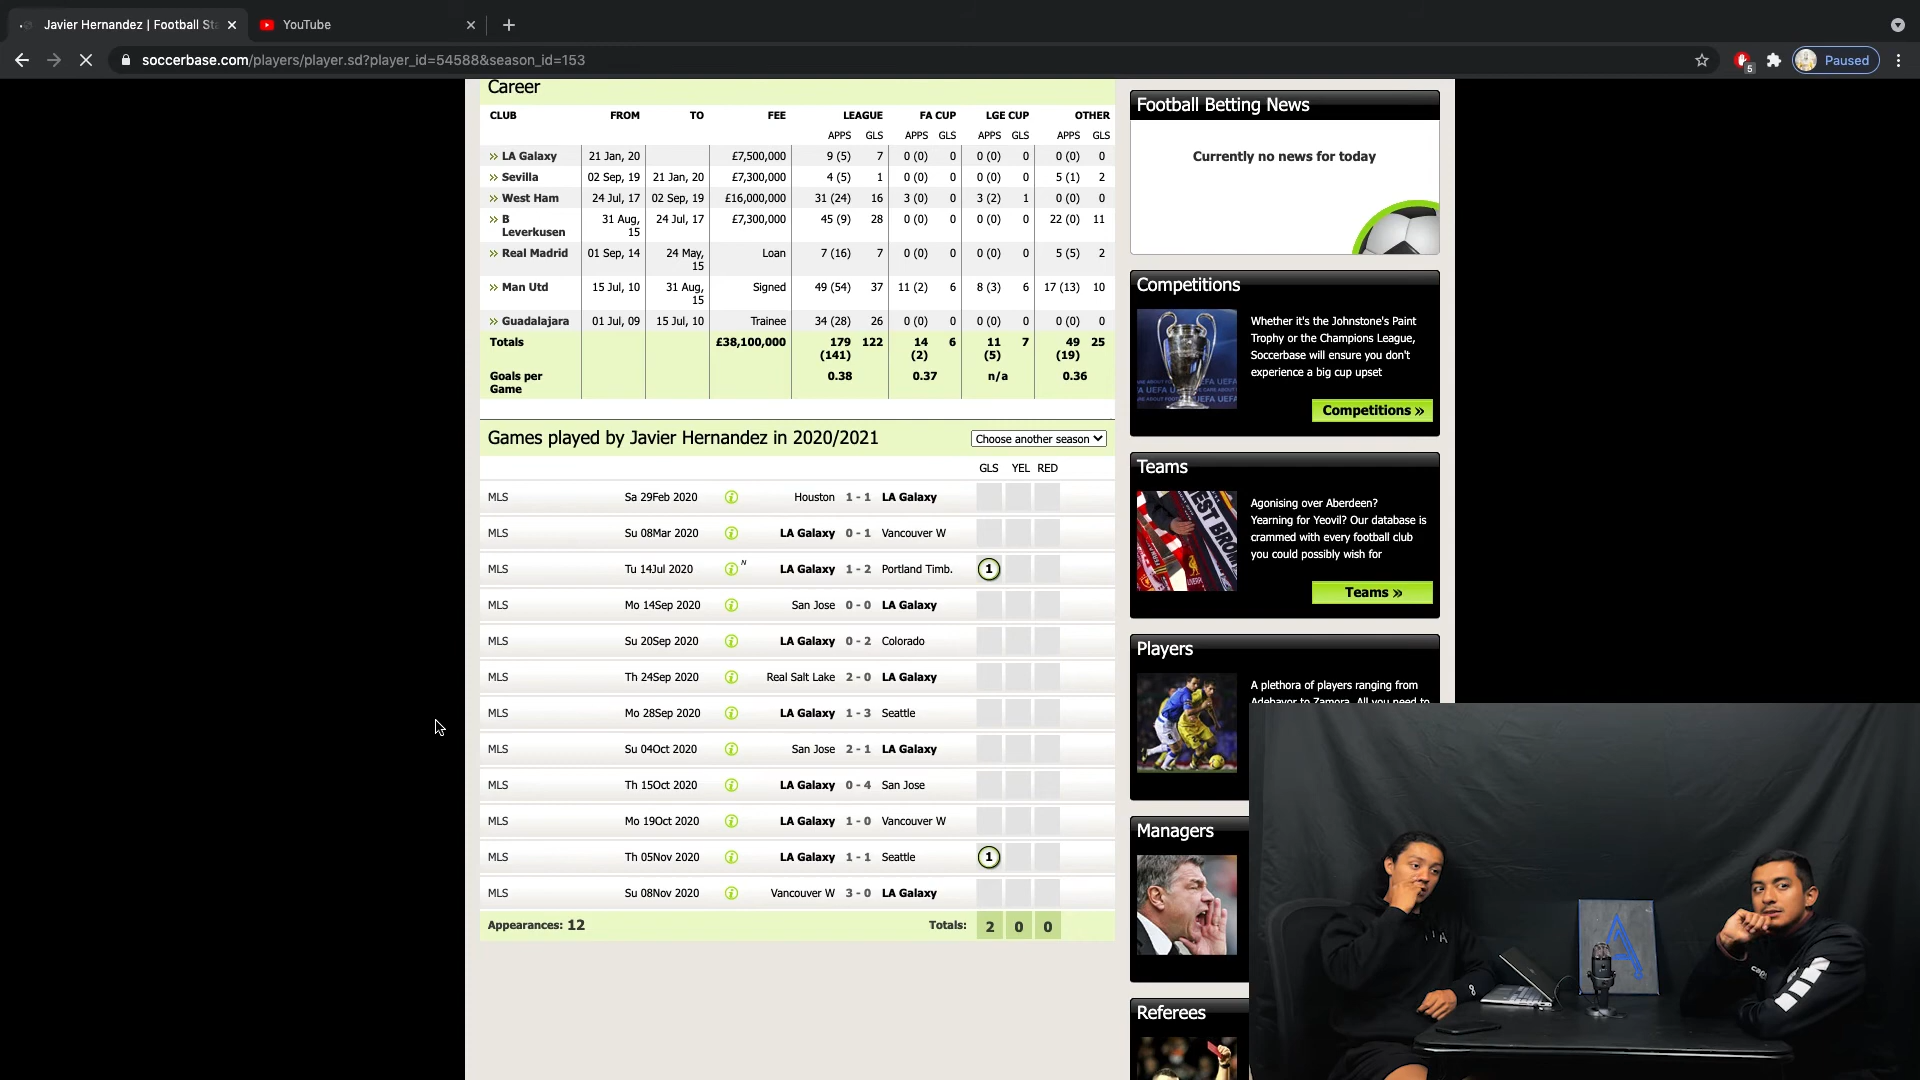 Javier Hernandez | Football Sta
YouTube
soccerbase.com/players/player.sd?player_id=54588&season_id=153
5
Paused
Career
CLUB FROM TO FEE LEAGUE FA CUP LGE CUP OTHER
APPS GLS APPS GLS APPS GLS APPS GLS
» LA Galaxy 21 Jan, 20 £7,500,000 9 (5) 7 0 (0) 0 0 (0) 0 0 (0) 0
» Sevilla 02 Sep, 19 21 Jan, 20 £7,300,000 4 (5) 1 0 (0) 0 0 (0) 0 5 (1) 2
» West Ham 24 Jul, 17 02 Sep, 19 £16,000,000 31 (24) 16 3 (0) 0 3 (2) 1 0 (0) 0
» B 31 Aug, 24 Jul, 17 £7,300,000 45 (9) 28 0 (0) 0 0 (0) 0 22 (0) 11
Leverkusen 15
» Real Madrid 01 Sep, 14 24 May, Loan 7 (16) 7 0 (0) 0 0 (0) 0 5 (5) 2
15
» Man Utd 15 Jul, 10 31 Aug, Signed 49 (54) 37 11 (2) 6 8 (3) 6 17 (13) 10
15
» Guadalajara 01 Jul, 09 15 Jul, 10 Trainee 34 (28) 26 0 (0) 0 0 (0) 0 0 (0) 0
Totals £38,100,000 179 122 14 6 11 7 49 25
(141) (2) (5) (19)
Goals per 0.38 0.37 n/a 0.36
Game
Games played by Javier Hernandez in 2020/2021 Choose another season
GLS YEL RED
MLS Sa 29Feb 2020 Houston 1 - 1 LA Galaxy
MLS Su 08Mar 2020 LA Galaxy 0 - 1 Vancouver W
MLS Tu 14Jul 2020 N LA Galaxy 1 - 2 Portland Timb. 1
MLS Mo 14Sep 2020 San Jose 0 - 0 LA Galaxy
MLS Su 20Sep 2020 LA Galaxy 0 - 2 Colorado
MLS Th 24Sep 2020 Real Salt Lake 2 - 0 LA Galaxy
MLS Mo 28Sep 2020 LA Galaxy 1 - 3 Seattle
MLS Su 04Oct 2020 San Jose 2 - 1 LA Galaxy
MLS Th 15Oct 2020 LA Galaxy 0 - 4 San Jose
MLS Mo 19Oct 2020 LA Galaxy 1 - 0 Vancouver W
MLS Th 05Nov 2020 LA Galaxy 1 - 1 Seattle 1
MLS Su 08Nov 2020 Vancouver W 3 - 0 LA Galaxy
Appearances: 12 Totals: 2 0 0
Football Betting News
Currently no news for today
Competitions
Whether it's the Johnstone's Paint
Trophy or the Champions League,
Soccerbase will ensure you don't
experience a big cup upset
Competitions »
Teams
Agonising over Aberdeen?
Yearning for Yeovil? Our database is
crammed with every football club
you could possibly wish for
Teams »
Players
A plethora of players ranging from
Adebayor to Zamora. All you need to
Managers
Referees